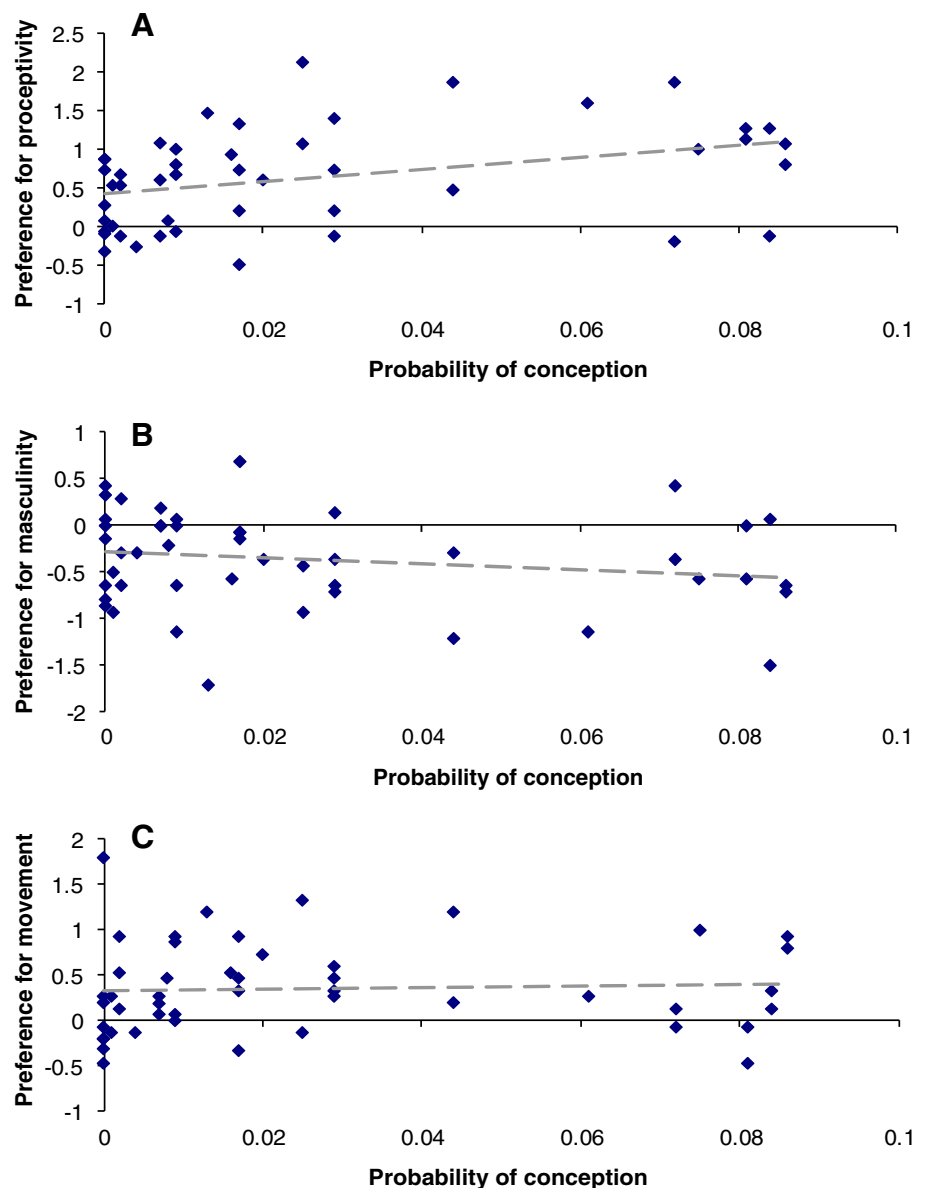 A
Preference for proceptivity
2.5
2
1.5
1
0.5
0
-0.5
-1
0 0.02 0.04 0.06 0.08 0.1
Probability of conception
B
Preference for masculinity
1
0.5
0
-0.5
-1
-1.5
-2
0 0.02 0.04 0.06 0.08 0.1
Probability of conception
C
Preference for movement
2
1.5
1
0.5
0
-0.5
-1
0 0.02 0.04 0.06 0.08 0.1
Probability of conception